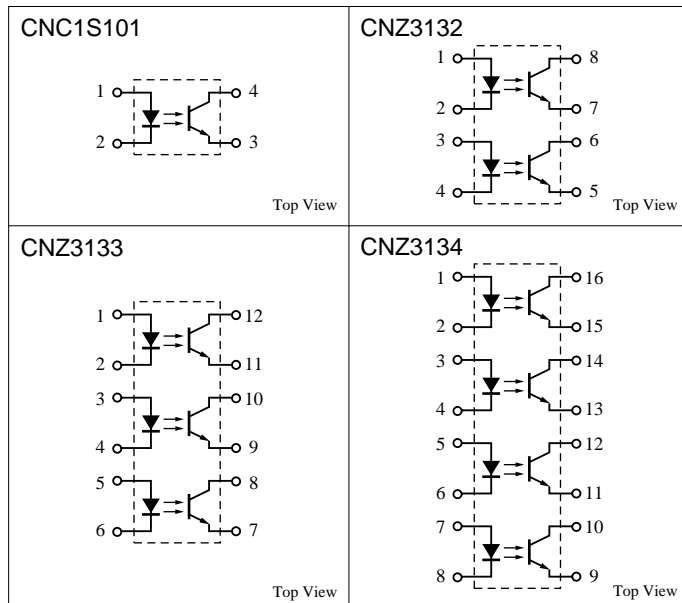 CNC1S101
1 4
2 3
Top View
CNZ3132
1 8
2 7
3 6
4 5
Top View
CNZ3133
1 12
2 11
3 10
4 9
5 8
6 7
Top View
CNZ3134
1 16
2 15
3 14
4 13
5 12
6 11
7 10
8 9
Top View